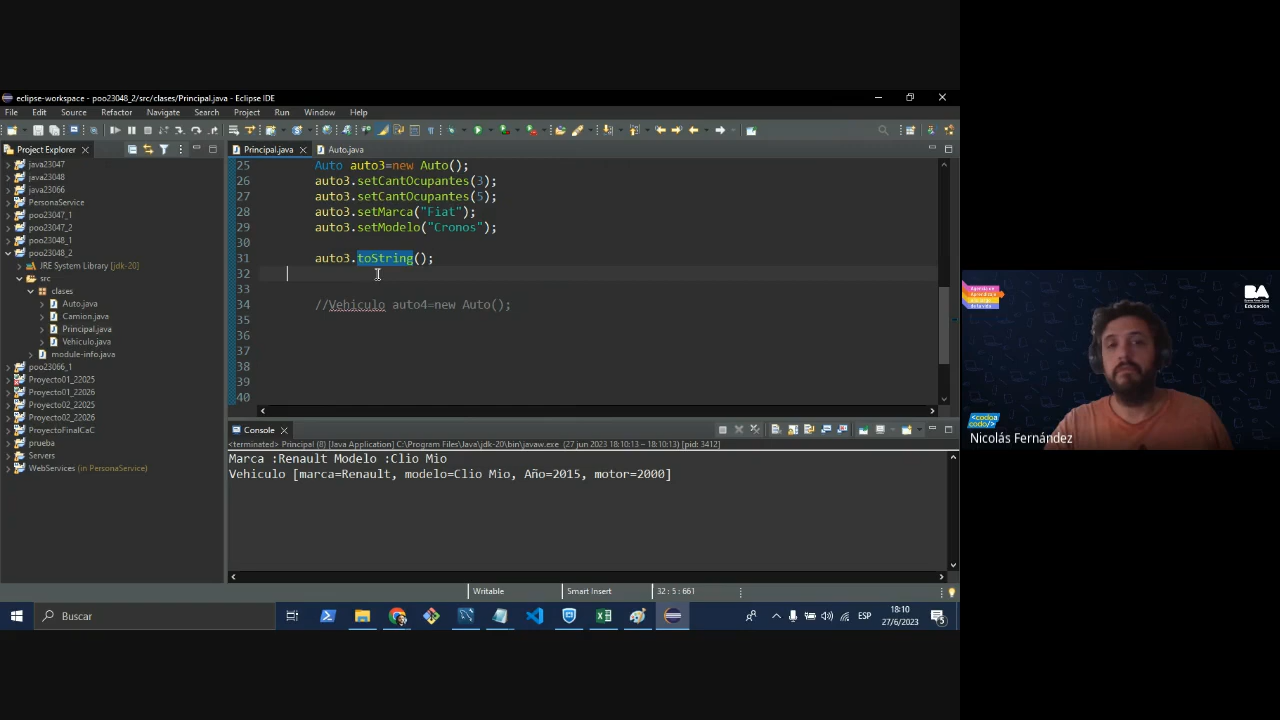 eclipse-workspace - poo23048_2/src/clases/Principal.java - Eclipse IDE
File Edit Source Refactor Navigate Search Project Run Window Help
Project Explorer
Principal.java
Auto.java
java23047
java23048
java23066
PersonaService
poo23047_1
poo23047_2
poo23048_1
poo23048_2
JRE System Library [jdk-20]
src
clases
Auto.java
Camion.java
Principal.java
Vehiculo.java
module-info.java
poo23066_1
Proyecto01_22025
Proyecto01_22026
Proyecto02_22025
Proyecto02_22026
ProyectoFinalCaC
prueba
Servers
WebServices (in PersonaService)
25 Auto auto3=new Auto();
26 auto3.setCantOcupantes(3);
27 auto3.setCantOcupantes(5);
28 auto3.setMarca("Fiat");
29 auto3.setModelo("Cronos");
30
31 auto3.toString();
32
33
34 //Vehiculo auto4=new Auto();
35
36
37
38
39
40
Console
<terminated> Principal (8) [Java Application] C:\Program Files\Java\jdk-20\bin\javaw.exe (27 jun 2023 18:10:13 – 18:10:13) [pid: 3412]
Marca :Renault Modelo :Clio Mio
Vehiculo [marca=Renault, modelo=Clio Mio, Año=2015, motor=2000]
Writable
Smart Insert
32 : 5 : 661
Buscar
ESP
18:10
27/6/2023
5
BA
Educación
<codo a
codo/>
Nicolás Fernández